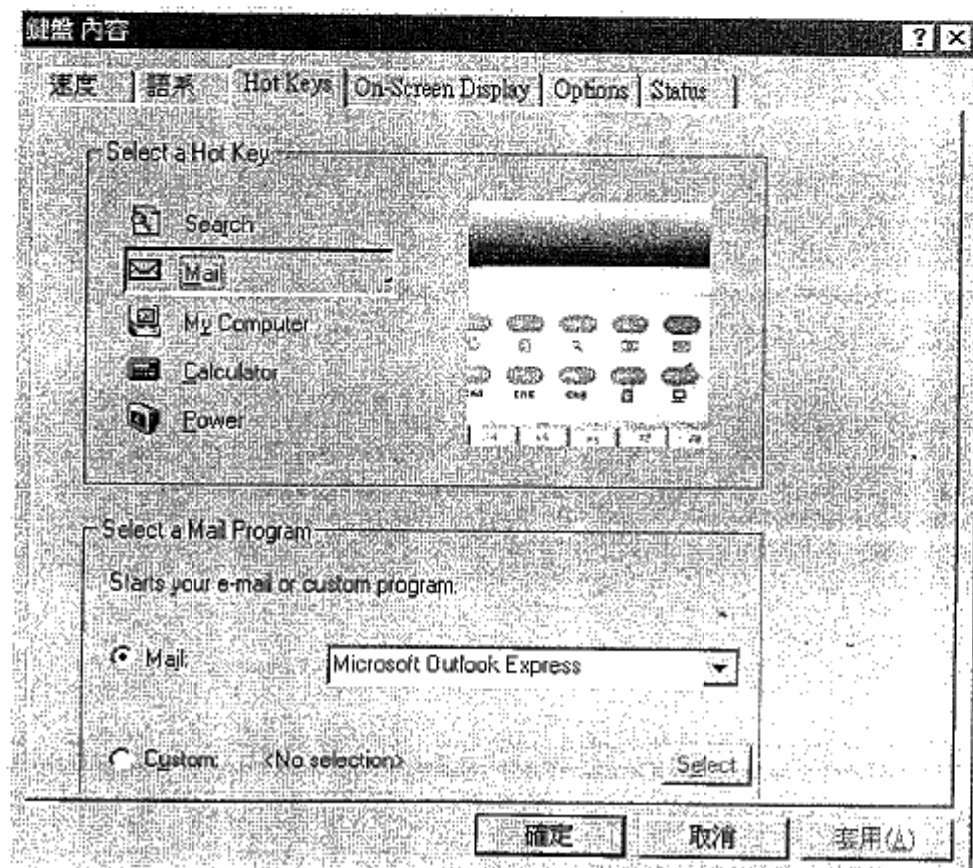 鍵盤 內容
速度 語系 Hot Keys On-Screen Display Options Status
Select a Hot Key
Search
Mail
My Computer
Calculator
Power
Select a Mail Program
Starts your e-mail or custom program.
Mail: Microsoft Outlook Express
Custom: <No selection> Select
確定 取消 套用(A)